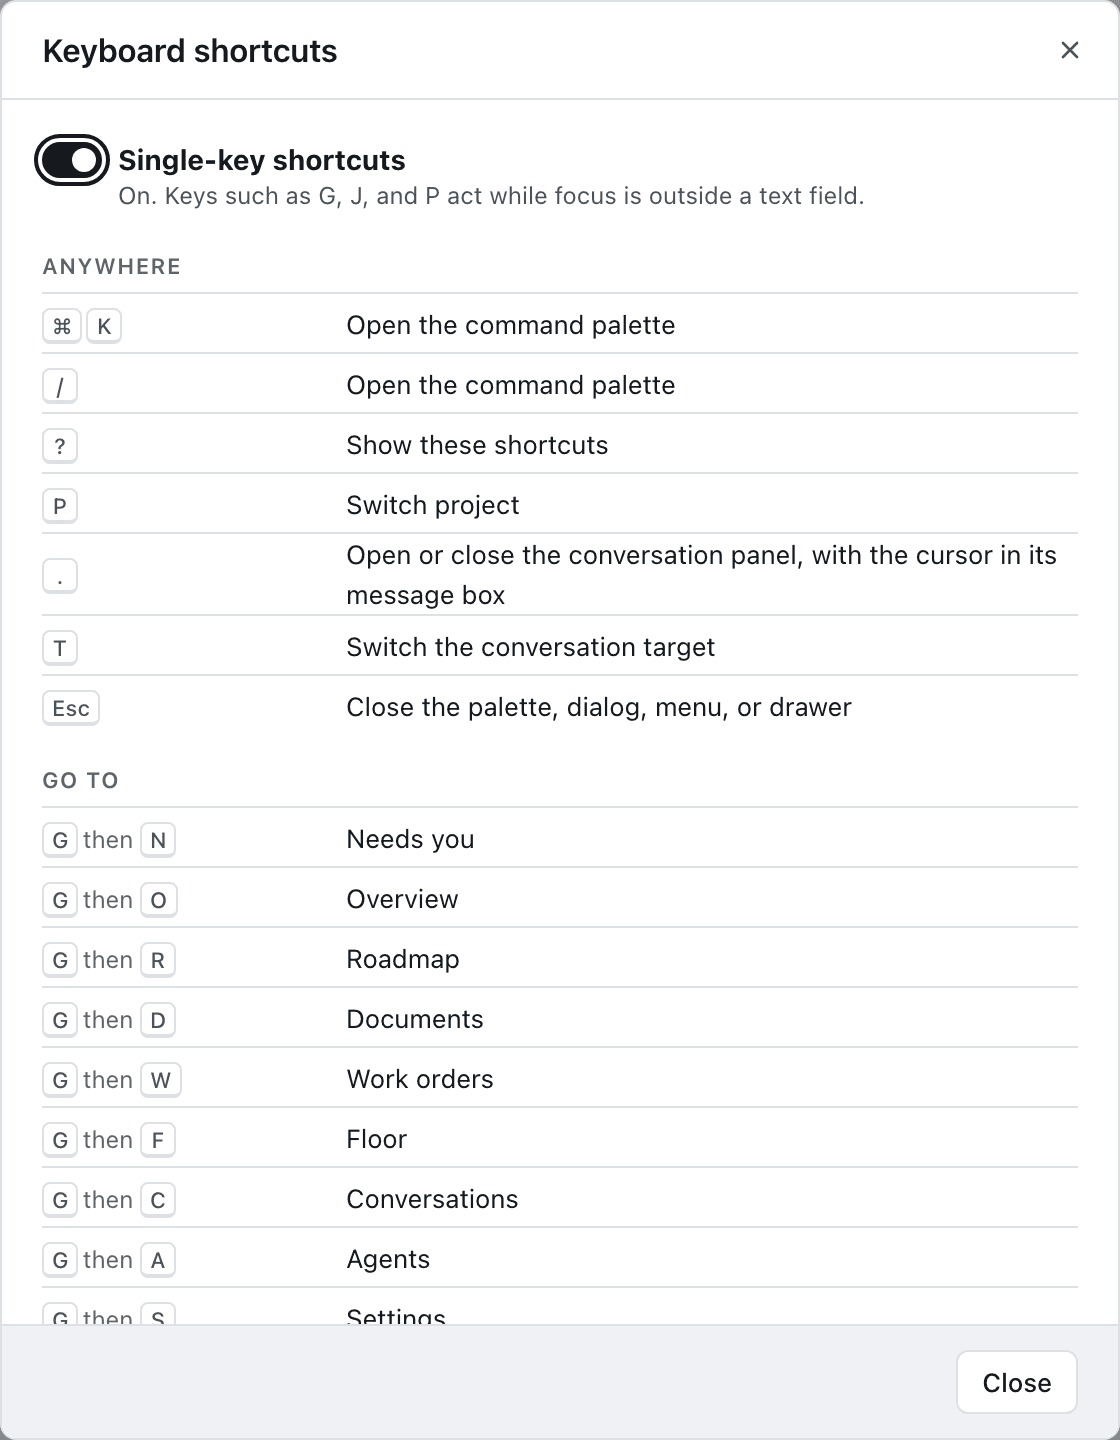 Keyboard shortcuts
Single-key shortcuts
On. Keys such as G, J, and P act while focus is outside a text field.
ANYWHERE
⌘ K Open the command palette
/ Open the command palette
? Show these shortcuts
P Switch project
. Open or close the conversation panel, with the cursor in its
message box
T Switch the conversation target
Esc Close the palette, dialog, menu, or drawer
GO TO
G then N Needs you
G then O Overview
G then R Roadmap
G then D Documents
G then W Work orders
G then F Floor
G then C Conversations
G then A Agents
G then S Settings
Close